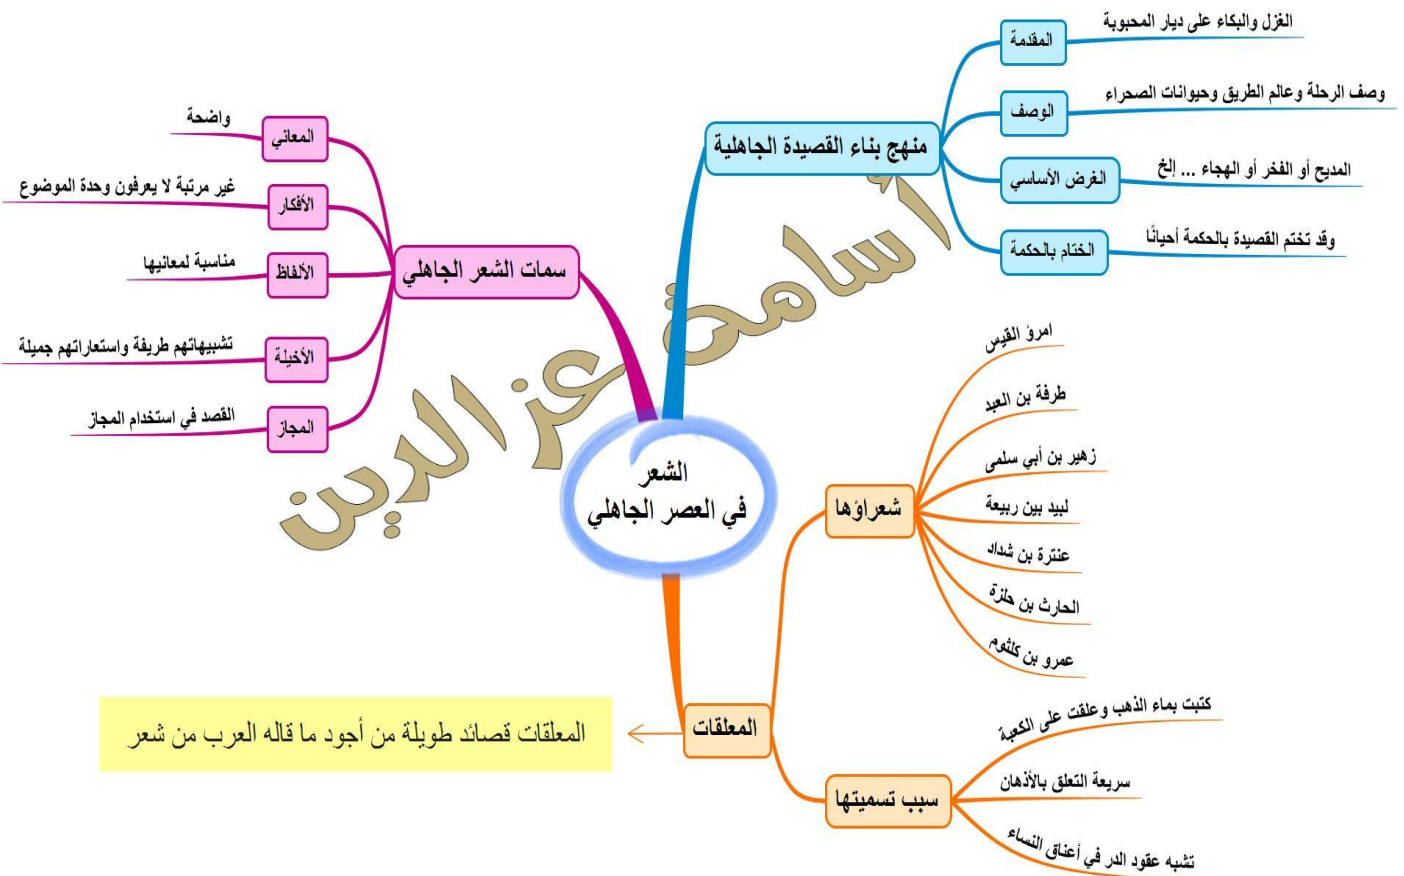 الشعر
في العصر الجاهلي
منهج بناء القصيدة الجاهلية
المقدمة
الغزل والبكاء على ديار المحبوبة
الوصف
وصف الرحلة وعالم الطريق وحيوانات الصحراء
الغرض الأساسي
المديح أو الفخر أو الهجاء ... إلخ
الختام بالحكمة
وقد تختم القصيدة بالحكمة أحيانًا
سمات الشعر الجاهلي
المعاني
واضحة
الأفكار
غير مرتبة لا يعرفون وحدة الموضوع
الألفاظ
مناسبة لمعانيها
الأخيلة
تشبيهاتهم طريفة واستعاراتهم جميلة
المجاز
القصد في استخدام المجاز
المعلقات
المعلقات قصائد طويلة من أجود ما قاله العرب من شعر
شعراؤها
امرؤ القيس
طرفة بن العبد
زهير بن أبي سلمى
لبيد بين ربيعة
عنترة بن شداد
الحارث بن حلزة
عمرو بن كلثوم
سبب تسميتها
كتبت بماء الذهب وعلقت على الكعبة
سريعة التعلق بالأذهان
تشبه عقود الدر في أعناق النساء
أسامة عز الدين